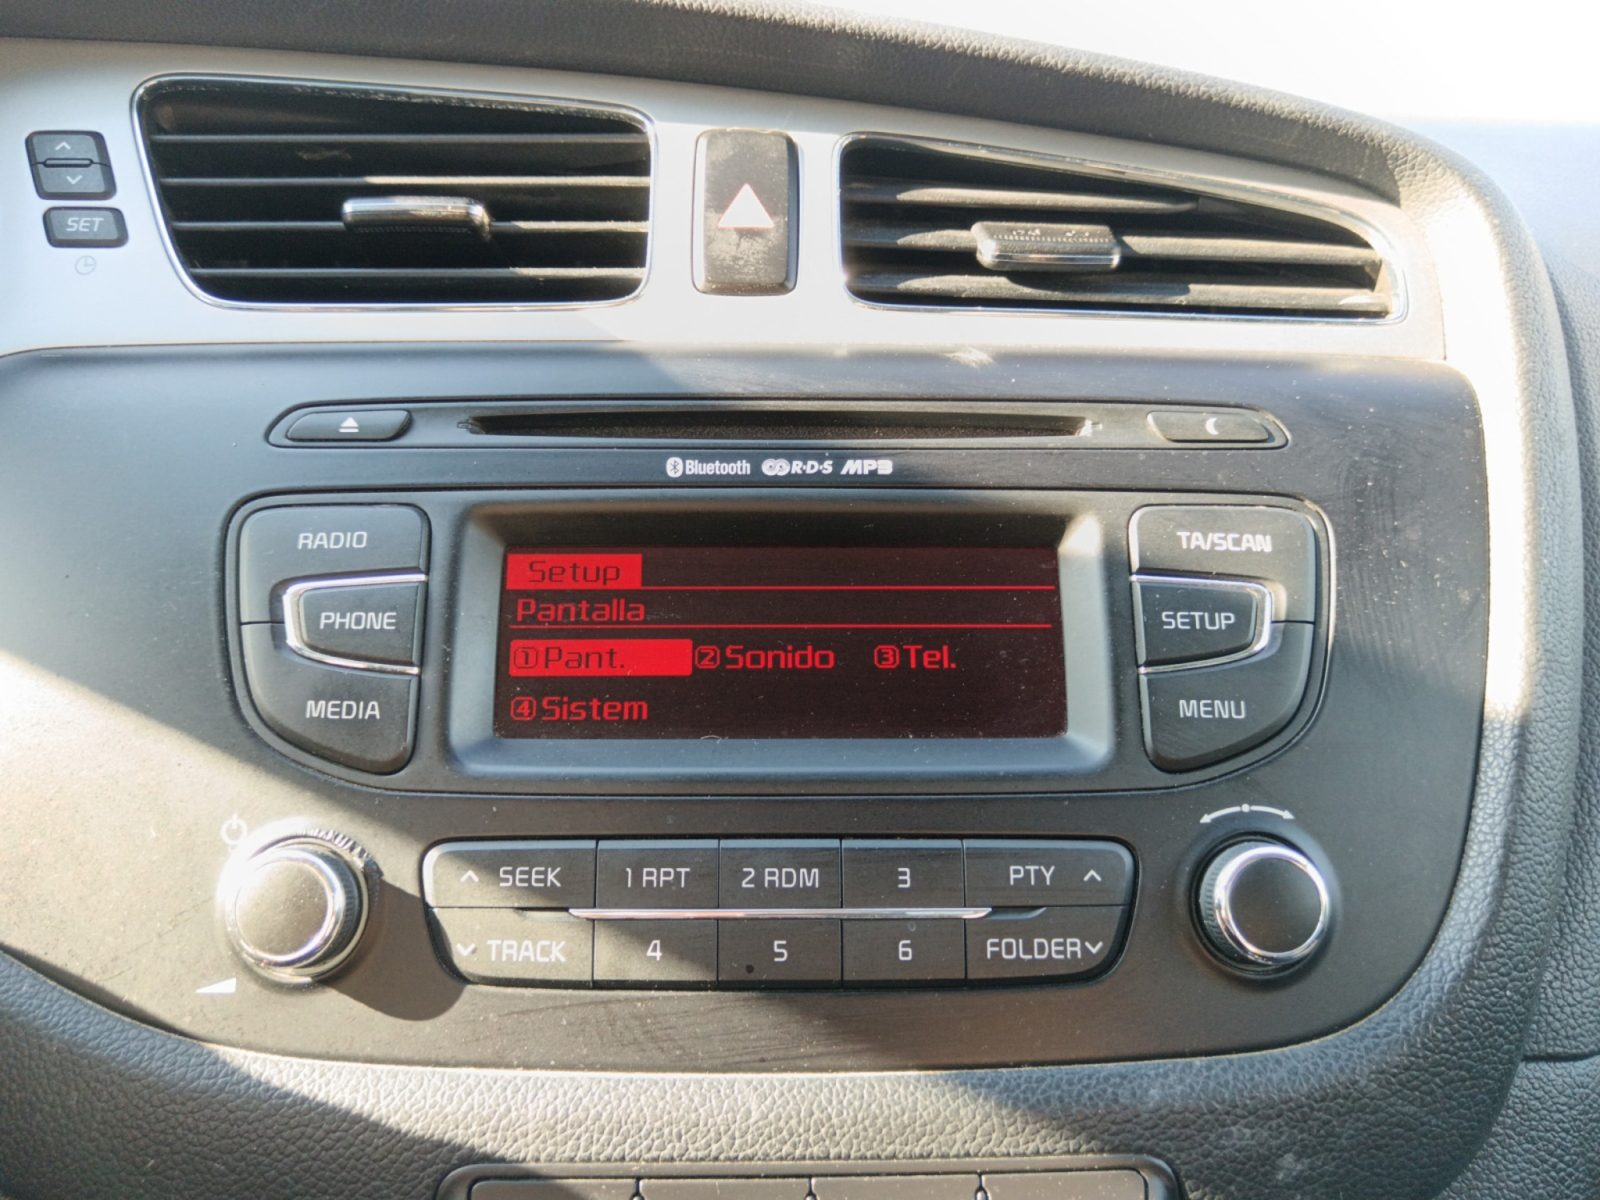 SET
Bluetooth R·D·S MP3
RADIO
PHONE
MEDIA
Setup
Pantalla
①Pant. ②Sonido ③Tel.
④Sistem
TA/SCAN
SETUP
MENU
SEEK 1 RPT 2 RDM 3 PTY
TRACK 4 5 6 FOLDER